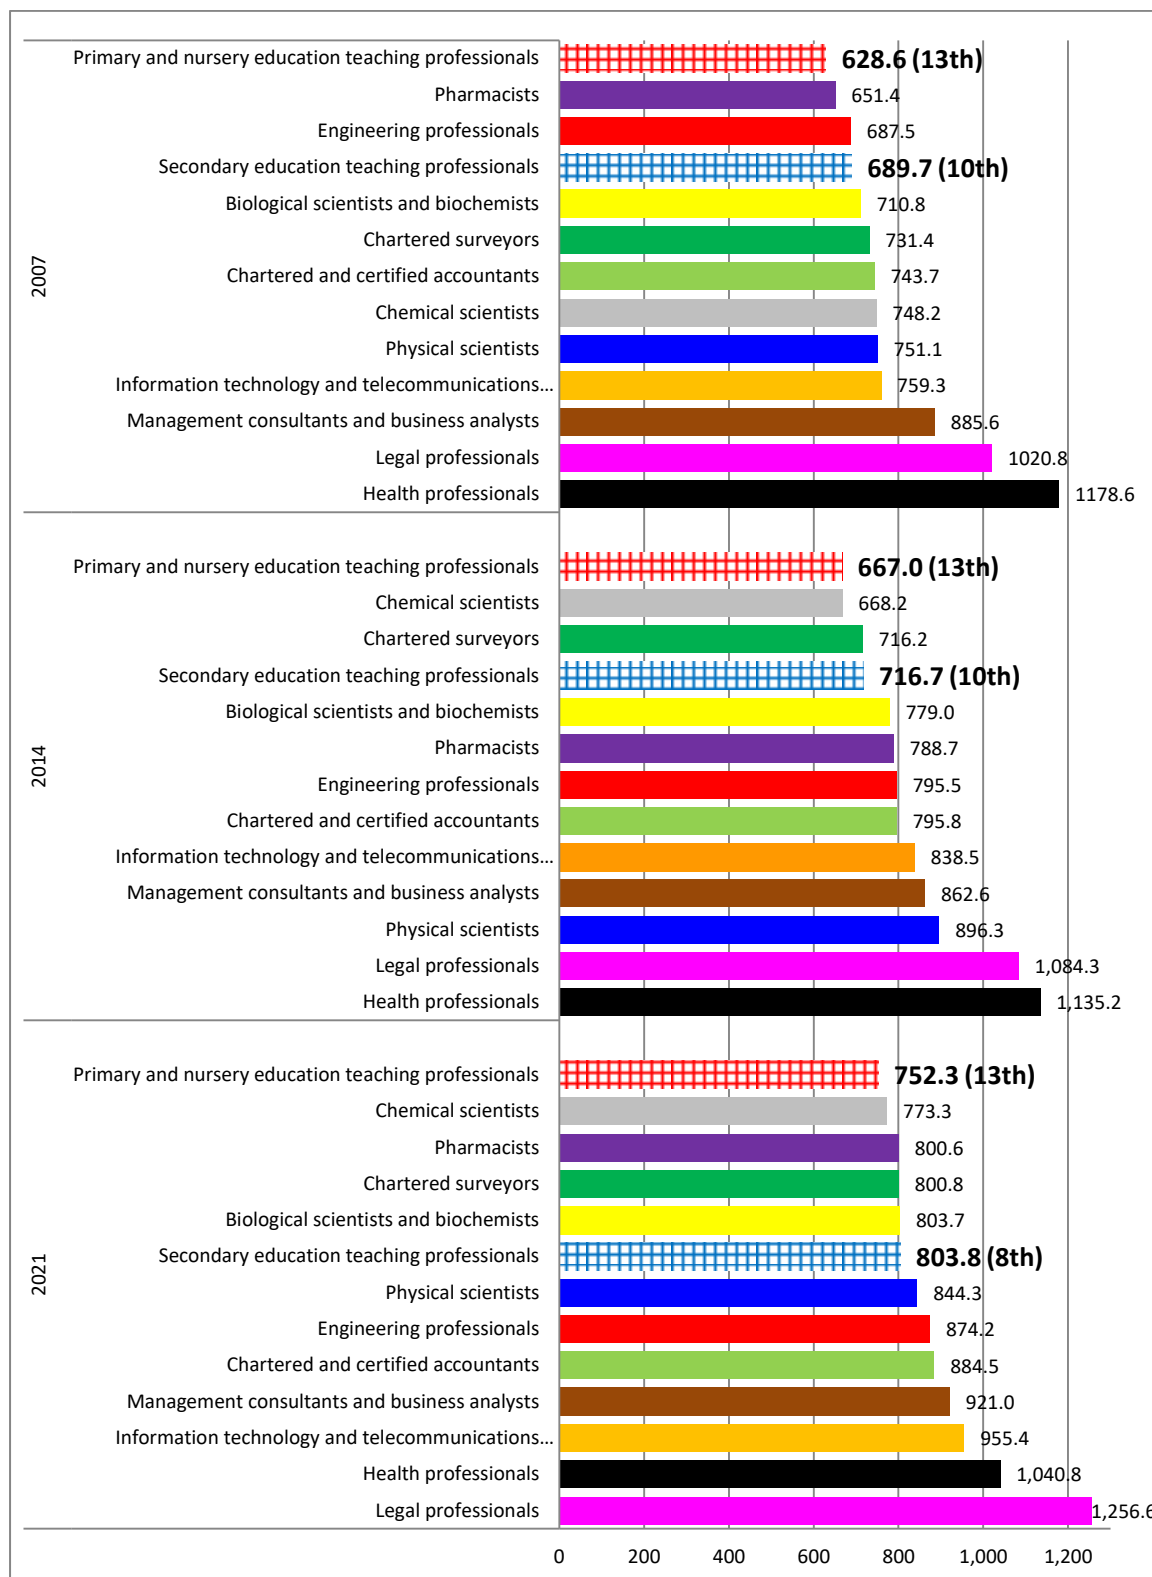 2007
Primary and nursery education teaching professionals 628.6 (13th)
Pharmacists 651.4
Engineering professionals 687.5
Secondary education teaching professionals 689.7 (10th)
Biological scientists and biochemists 710.8
Chartered surveyors 731.4
Chartered and certified accountants 743.7
Chemical scientists 748.2
Physical scientists 751.1
Information technology and telecommunications... 759.3
Management consultants and business analysts 885.6
Legal professionals 1020.8
Health professionals 1178.6
2014
Primary and nursery education teaching professionals 667.0 (13th)
Chemical scientists 668.2
Chartered surveyors 716.2
Secondary education teaching professionals 716.7 (10th)
Biological scientists and biochemists 779.0
Pharmacists 788.7
Engineering professionals 795.5
Chartered and certified accountants 795.8
Information technology and telecommunications... 838.5
Management consultants and business analysts 862.6
Physical scientists 896.3
Legal professionals 1,084.3
Health professionals 1,135.2
2021
Primary and nursery education teaching professionals 752.3 (13th)
Chemical scientists 773.3
Pharmacists 800.6
Chartered surveyors 800.8
Biological scientists and biochemists 803.7
Secondary education teaching professionals 803.8 (8th)
Physical scientists 844.3
Engineering professionals 874.2
Chartered and certified accountants 884.5
Management consultants and business analysts 921.0
Information technology and telecommunications... 955.4
Health professionals 1,040.8
Legal professionals 1,256.6
0 200 400 600 800 1,000 1,200